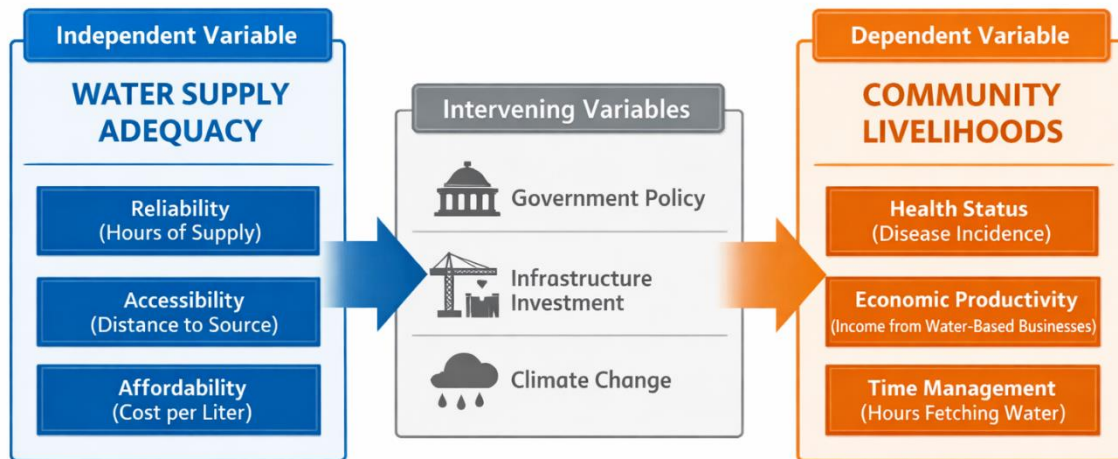 Independent Variable
WATER SUPPLY
ADEQUACY
Reliability
(Hours of Supply)
Accessibility
(Distance to Source)
Affordability
(Cost per Liter)
Intervening Variables
Government Policy
Infrastructure
Investment
Climate Change
Dependent Variable
COMMUNITY
LIVELIHOODS
Health Status
(Disease Incidence)
Economic Productivity
(Income from Water-Based Businesses)
Time Management
(Hours Fetching Water)